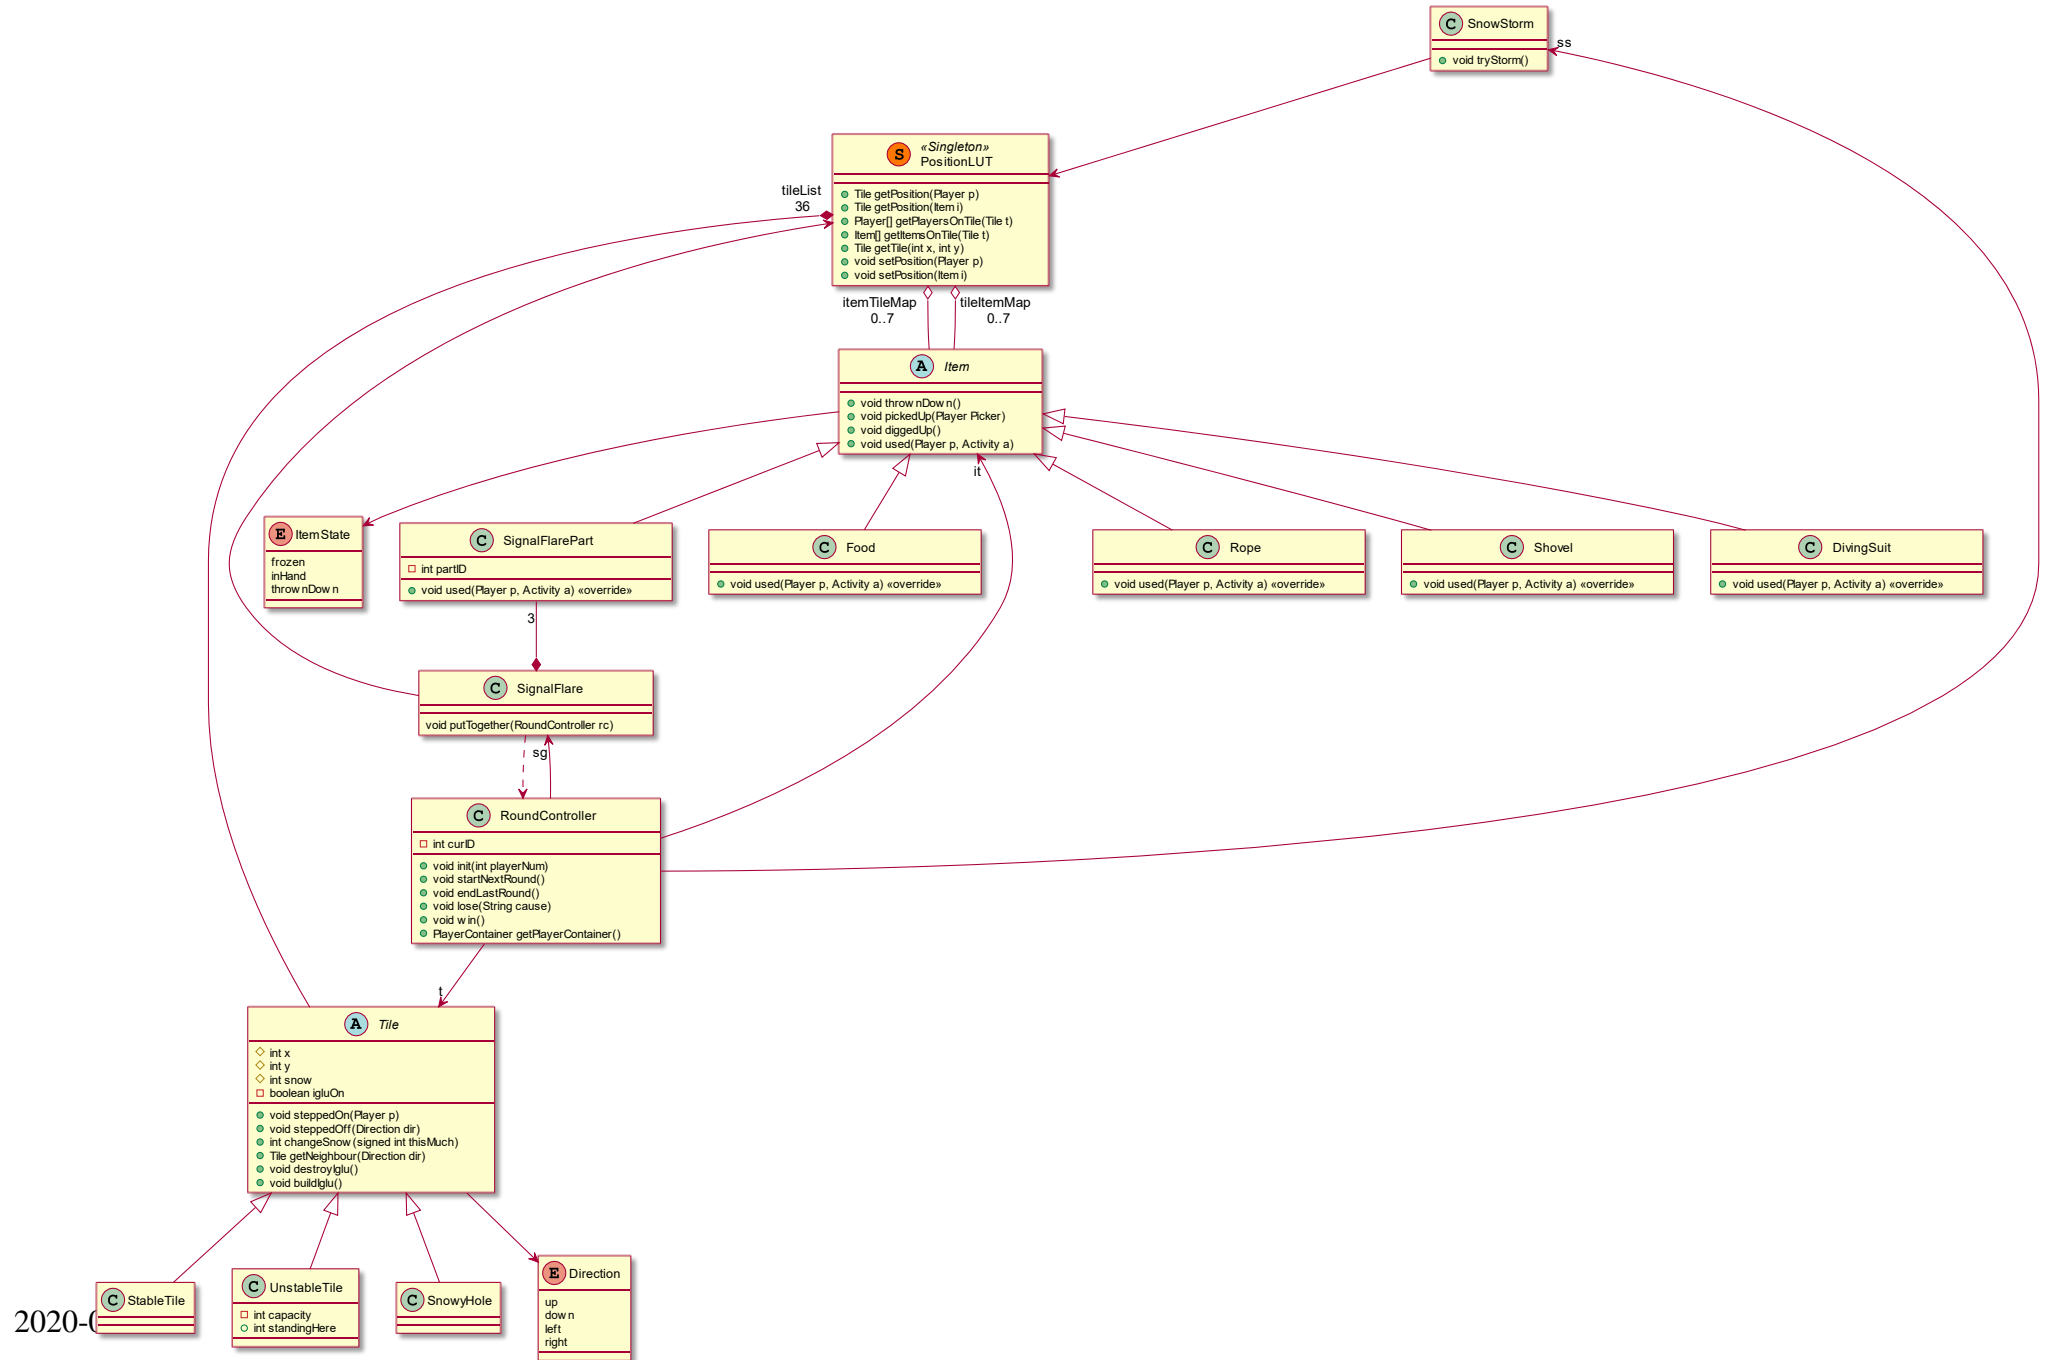 C SnowStorm
void tryStorm()
ss
S «Singleton»
PositionLUT
Tile getPosition(Player p)
Tile getPosition(Item i)
Player[] getPlayersOnTile(Tile t)
Item[] getItemsOnTile(Tile t)
Tile getTile(int x, int y)
void setPosition(Player p)
void setPosition(Item i)
tileList
36
itemTileMap
0..7
tileItemMap
0..7
A Item
void thrownDown()
void pickedUp(Player Picker)
void diggedUp()
void used(Player p, Activity a)
it
E ItemState
frozen
inHand
thrownDown
C SignalFlarePart
int partID
void used(Player p, Activity a) «override»
C Food
void used(Player p, Activity a) «override»
C Rope
void used(Player p, Activity a) «override»
C Shovel
void used(Player p, Activity a) «override»
C DivingSuit
void used(Player p, Activity a) «override»
3
C SignalFlare
void putTogether(RoundController rc)
sg
C RoundController
int curID
void init(int playerNum)
void startNextRound()
void endLastRound()
void lose(String cause)
void win()
PlayerContainer getPlayerContainer()
t
A Tile
int x
int y
int snow
boolean igluOn
void steppedOn(Player p)
void steppedOff(Direction dir)
int changeSnow(signed int thisMuch)
Tile getNeighbour(Direction dir)
void destroyIglu()
void buildIglu()
C StableTile
C UnstableTile
int capacity
int standingHere
C SnowyHole
E Direction
up
down
left
right
2020-0